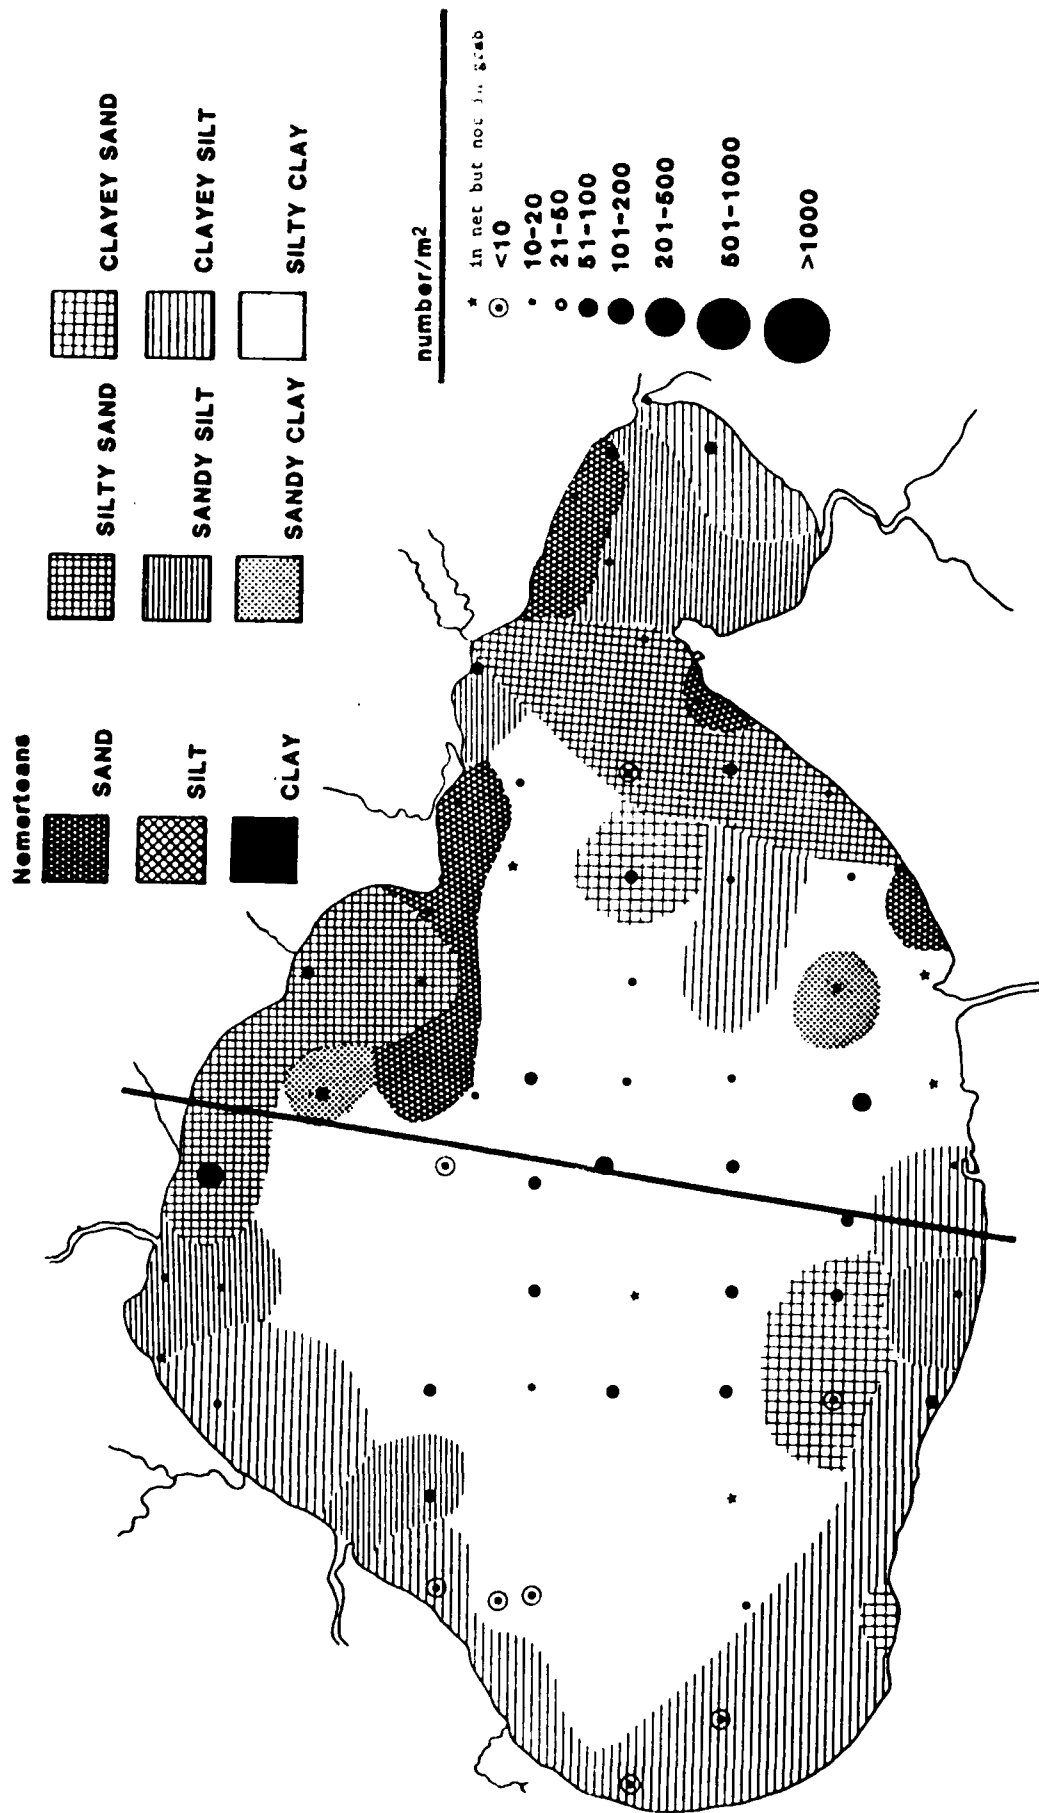 Nemerteans
SAND
SILTY SAND
CLAYEY SAND
SILT
SANDY SILT
CLAYEY SILT
CLAY
SANDY CLAY
SILTY CLAY
number/m²
in net but not in grab
<10
10-20
21-50
51-100
101-200
201-500
501-1000
>1000